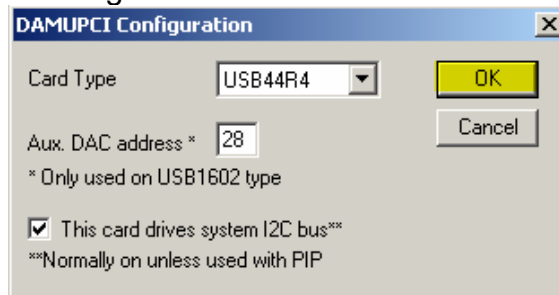 DAMUPCI Configuration
Card Type USB44R4 OK
Aux. DAC address * 28 Cancel
* Only used on USB1602 type
This card drives system I2C bus**
**Normally on unless used with PIP